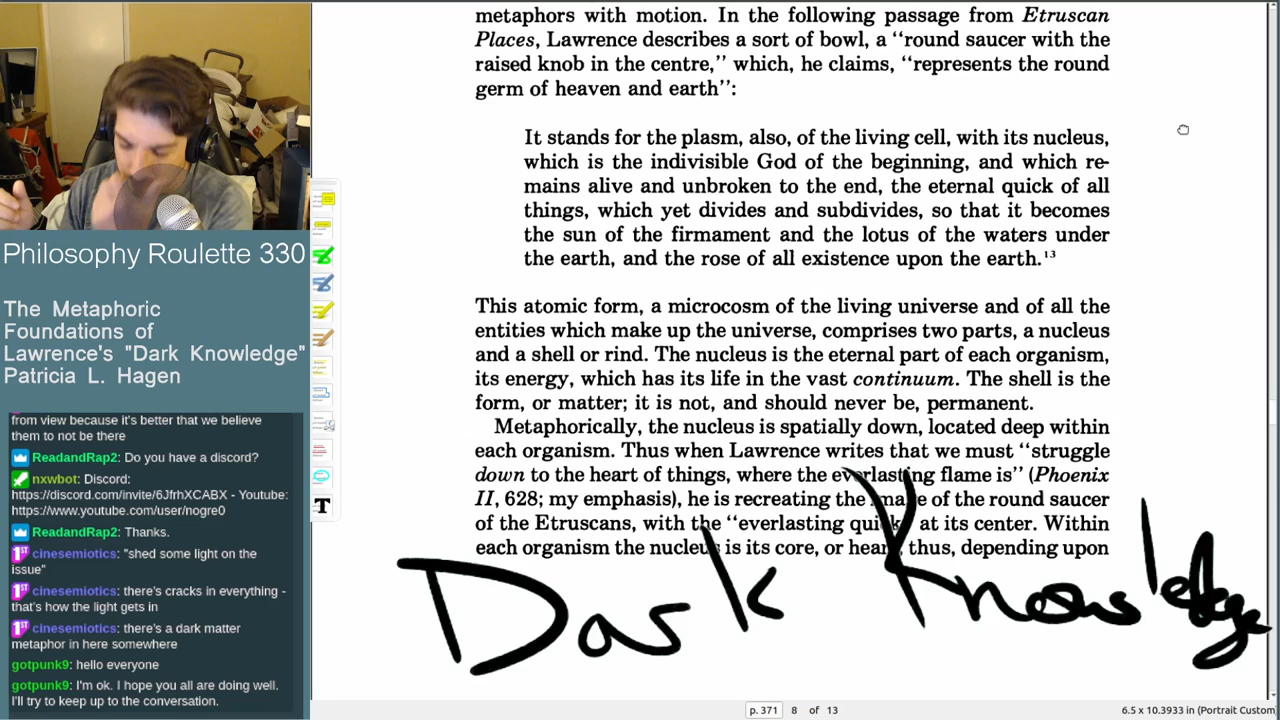 metaphors with motion. In the following passage from Etruscan
Places, Lawrence describes a sort of bowl, a “round saucer with the
raised knob in the centre,” which, he claims, “represents the round
germ of heaven and earth”:
It stands for the plasm, also, of the living cell, with its nucleus,
which is the indivisible God of the beginning, and which re-
mains alive and unbroken to the end, the eternal quick of all
things, which yet divides and subdivides, so that it becomes
the sun of the firmament and the lotus of the waters under
the earth, and the rose of all existence upon the earth.¹³
This atomic form, a microcosm of the living universe and of all the
entities which make up the universe, comprises two parts, a nucleus
and a shell or rind. The nucleus is the eternal part of each organism,
its energy, which has its life in the vast continuum. The shell is the
form, or matter; it is not, and should never be, permanent.
Metaphorically, the nucleus is spatially down, located deep within
each organism. Thus when Lawrence writes that we must “struggle
down to the heart of things, where the everlasting flame is” (Phoenix
II, 628; my emphasis), he is repeating the image of the round saucer
of the Etruscans, with the “everlasting quick” at its center. Within
each organism the nucleus is its core, or heart; thus, depending upon
Dark Knowledge
Philosophy Roulette 330
The Metaphoric
Foundations of
Lawrence's "Dark Knowledge"
Patricia L. Hagen
from view because it's better that we believe
them to not be there
ReadandRap2: Do you have a discord?
nxwbot: Discord:
https://discord.com/invite/6JfrhXCABX - Youtube:
https://www.youtube.com/user/nogre0
ReadandRap2: Thanks.
cinesemiotics: "shed some light on the
issue"
cinesemiotics: there's cracks in everything -
that's how the light gets in
cinesemiotics: there's a dark matter
metaphor in here somewhere
gotpunk9: hello everyone
gotpunk9: I'm ok. I hope you all are doing well.
I'll try to keep up to the conversation.
T
p. 371 8 of 13
6.5 x 10.3933 in (Portrait Custom